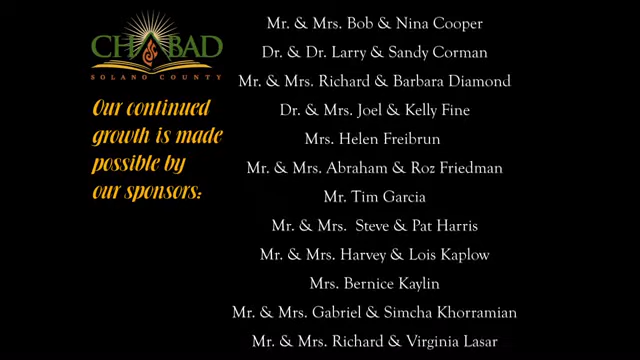 CHABAD
SOLANO COUNTY
Our continued
growth is made
possible by
our sponsors:
Mr. & Mrs. Bob & Nina Cooper
Dr. & Dr. Larry & Sandy Corman
Mr. & Mrs. Richard & Barbara Diamond
Dr. & Mrs. Joel & Kelly Fine
Mrs. Helen Freibrun
Mr. & Mrs. Abraham & Roz Friedman
Mr. Tim Garcia
Mr. & Mrs. Steve & Pat Harris
Mr. & Mrs. Harvey & Lois Kaplow
Mrs. Bernice Kaylin
Mr. & Mrs. Gabriel & Simcha Khorramian
Mr. & Mrs. Richard & Virginia Lasar